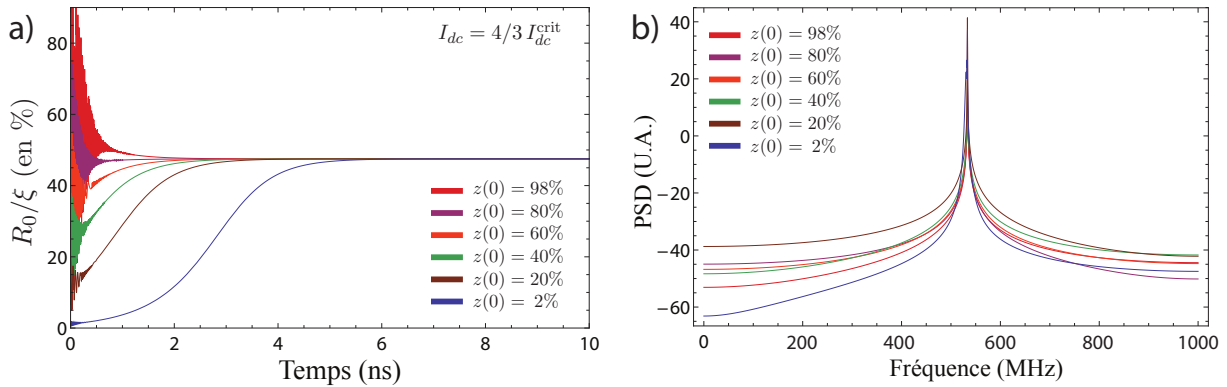 a)
I_dc = 4/3 I_dc^crit
R_0/ξ (en %)
80
60
40
20
0
z(0) = 98%
z(0) = 80%
z(0) = 60%
z(0) = 40%
z(0) = 20%
z(0) = 2%
0 2 4 6 8 10
Temps (ns)
b)
PSD (U.A.)
40
20
0
−20
−40
−60
z(0) = 98%
z(0) = 80%
z(0) = 60%
z(0) = 40%
z(0) = 20%
z(0) = 2%
0 200 400 600 800 1000
Fréquence (MHz)